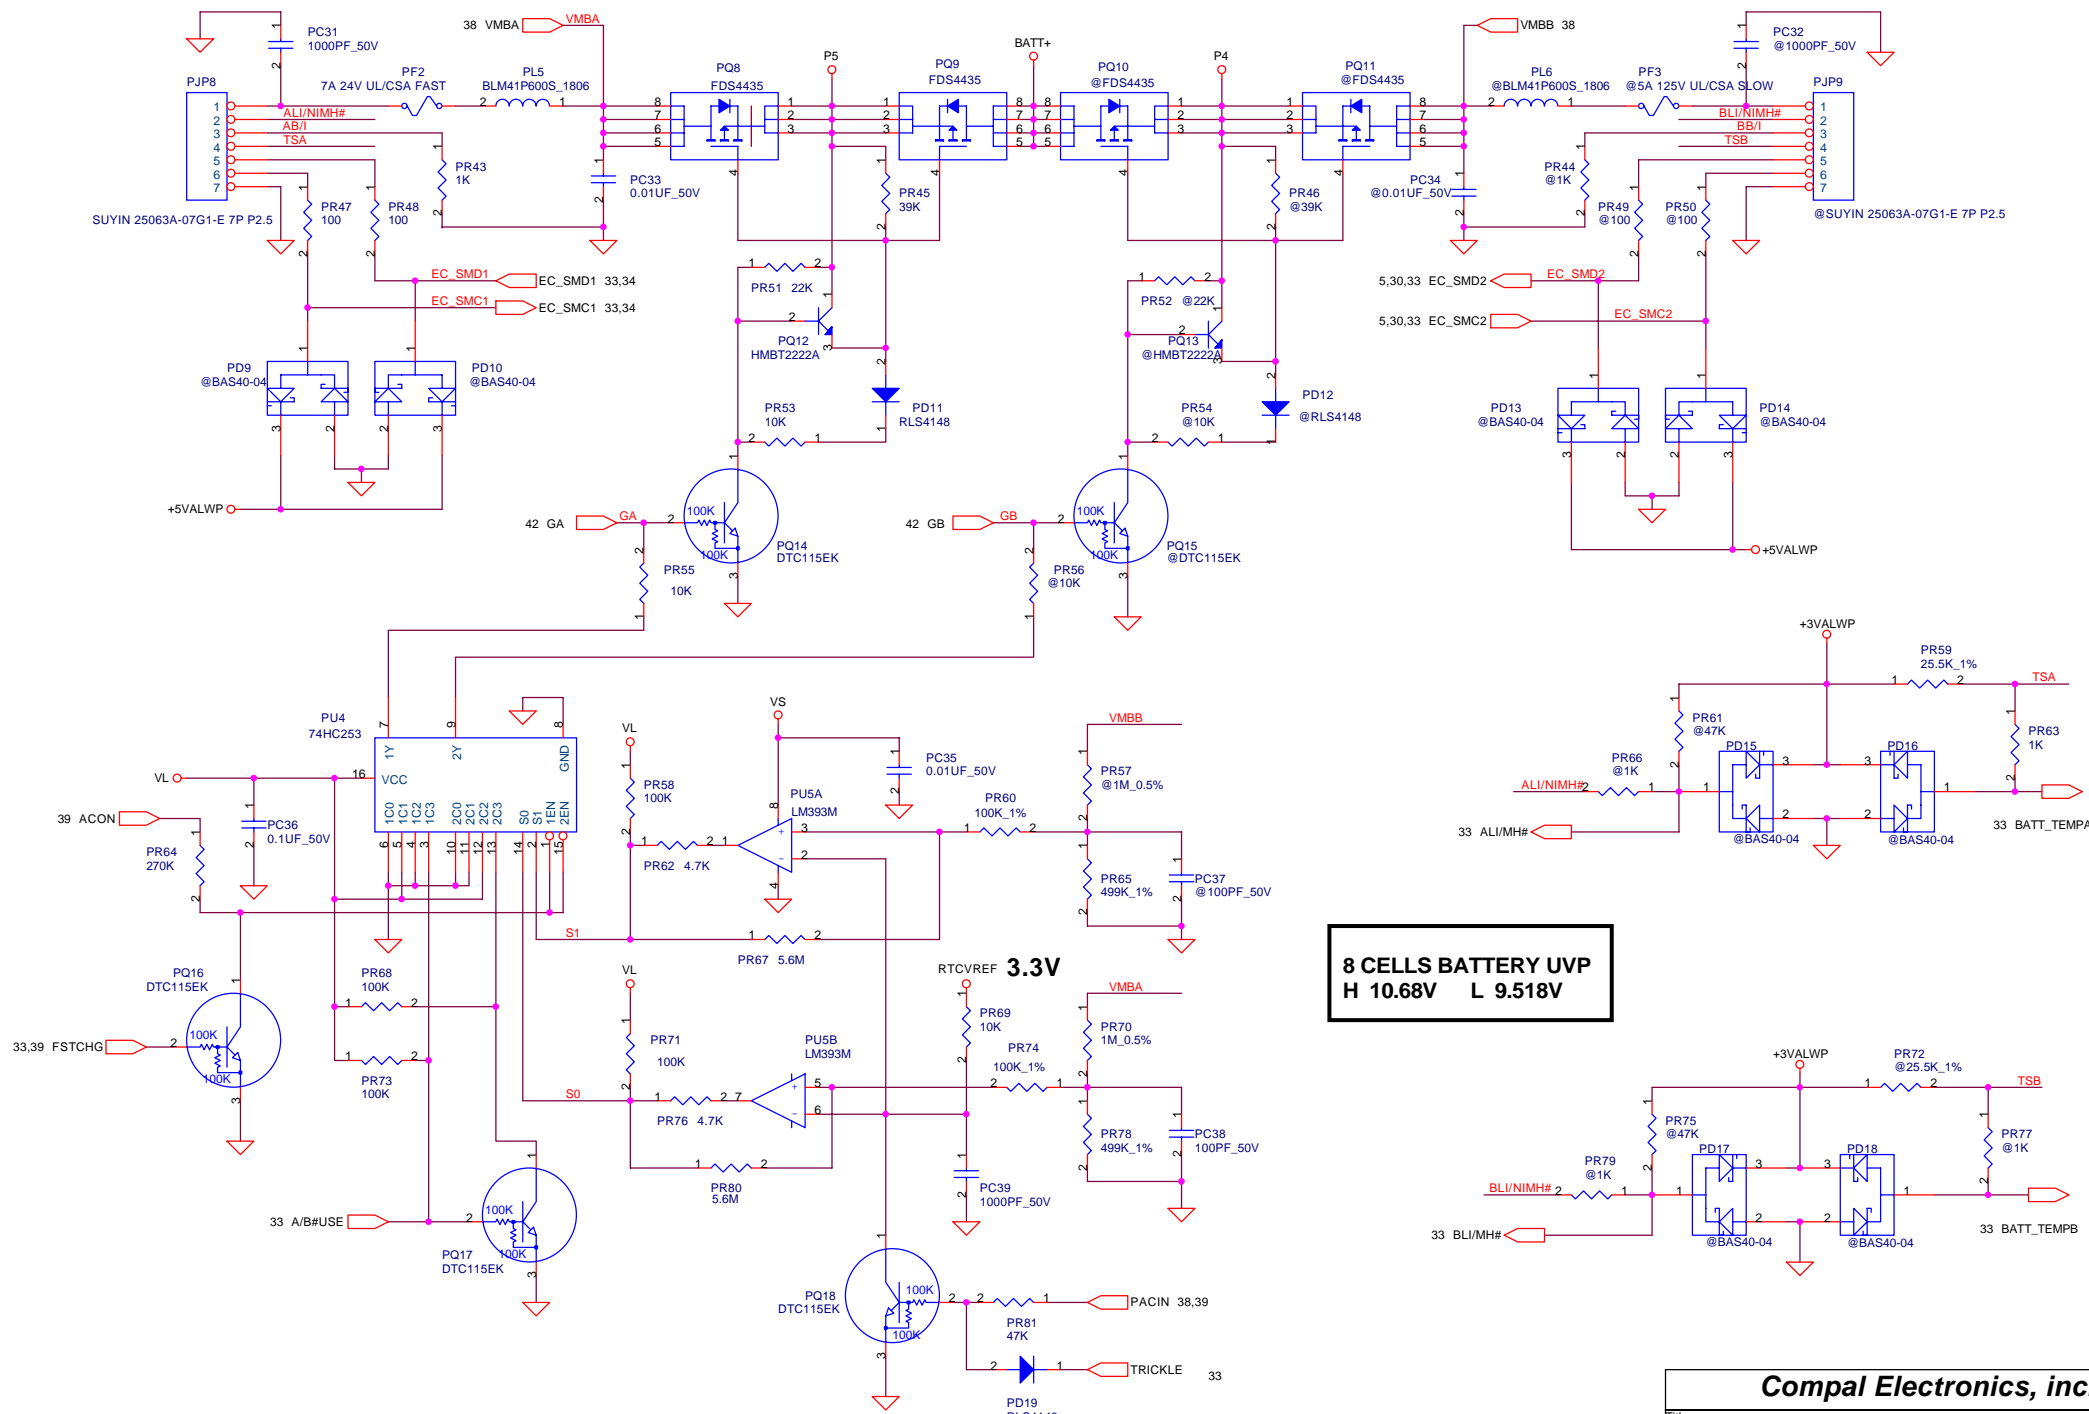 38 VMBA
VMBA
PC31
1000PF_50V
PJP8
PF2
7A 24V UL/CSA FAST
PL5
BLM41P600S_1806
ALI/NIMH#
AB/I
TSA
PR43
1K
PC33
0.01UF_50V
SUYIN 25063A-07G1-E 7P P2.5
PR47
100
PR48
100
EC_SMD1
EC_SMD1 33,34
EC_SMC1
EC_SMC1 33,34
PD9
@BAS40-04
PD10
@BAS40-04
+5VALWP
PQ8
FDS4435
P5
PQ9
FDS4435
BATT+
PQ10
@FDS4435
P4
PQ11
@FDS4435
PR45
39K
PR46
@39K
PR51 22K
PR52 @22K
PQ12
HMBT2222A
PQ13
@HMBT2222A
PD11
RLS4148
PD12
@RLS4148
PR53
10K
PR54
@10K
42 GA
GA
100K
100K
PQ14
DTC115EK
PR55
10K
42 GB
GB
100K
100K
PQ15
@DTC115EK
PR56
@10K
VMBB 38
PC32
@1000PF_50V
PL6
@BLM41P600S_1806
PF3
@5A 125V UL/CSA SLOW
PJP9
BLI/NIMH#
BB/I
TSB
PR44
@1K
PC34
@0.01UF_50V
PR49
@100
PR50
@100
@SUYIN 25063A-07G1-E 7P P2.5
5,30,33 EC_SMD2
EC_SMD2
5,30,33 EC_SMC2
EC_SMC2
PD13
@BAS40-04
PD14
@BAS40-04
+5VALWP
PU4
74HC253
1Y
2Y
GND
VCC
1C0
1C1
1C2
1C3
2C0
2C1
2C2
2C3
S0
S1
1EN
2EN
VL
39 ACON
PR64
270K
PC36
0.1UF_50V
VL
PR58
100K
VS
PC35
0.01UF_50V
PU5A
LM393M
PR62 4.7K
PR60
100K_1%
VMBB
PR57
@1M_0.5%
PR65
499K_1%
PC37
@100PF_50V
S1
PR67 5.6M
PQ16
DTC115EK
100K
100K
33,39 FSTCHG
PR68
100K
PR73
100K
VL
PR71
100K
S0
PR76 4.7K
PU5B
LM393M
PR80
5.6M
RTCVREF 3.3V
PR69
10K
PR74
100K_1%
VMBA
PR70
1M_0.5%
PR78
499K_1%
PC38
100PF_50V
PC39
1000PF_50V
33 A/B#USE
PQ17
DTC115EK
100K
100K
PQ18
DTC115EK
100K
100K
PR81
47K
PACIN 38,39
TRICKLE 33
PD19
8 CELLS BATTERY UVP
H 10.68V L 9.518V
+3VALWP
PR59
25.5K_1%
TSA
PR61
@47K
PR63
1K
PD15
PD16
PR66
@1K
ALI/NIMH#
33 ALI/MH#
@BAS40-04
@BAS40-04
33 BATT_TEMPA
+3VALWP
PR72
@25.5K_1%
TSB
PR75
@47K
PR77
@1K
PD17
PD18
PR79
@1K
BLI/NIMH#
33 BLI/MH#
@BAS40-04
@BAS40-04
33 BATT_TEMPB
Compal Electronics, inc.